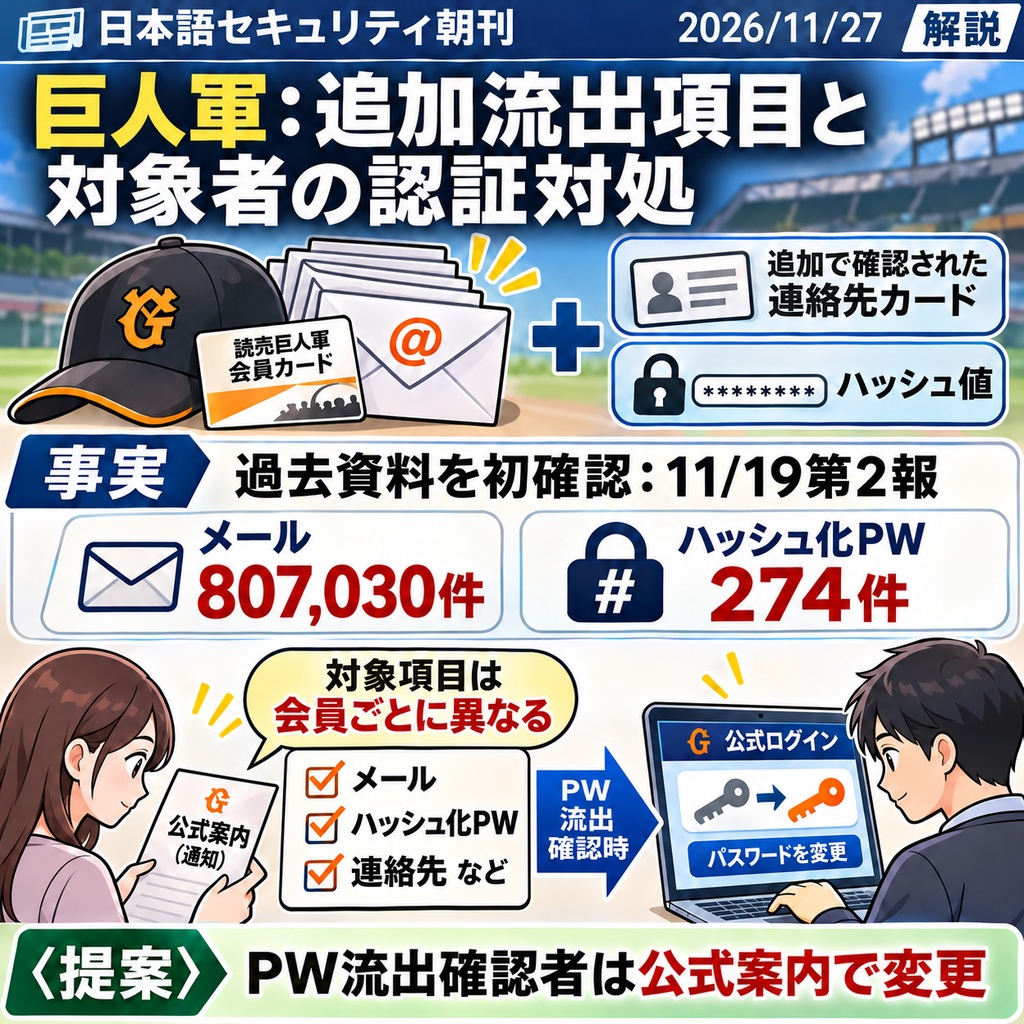 日本語セキュリティ朝刊
2026/11/27
解説
巨人軍：追加流出項目と
対象者の認証対処
G
読売巨人軍
会員カード
@
+
追加で確認された
連絡先カード
******** ハッシュ値
事実
過去資料を初確認：11/19第2報
メール
807,030件
#
ハッシュ化PW
274件
対象項目は
会員ごとに異なる
G
公式案内
（通知）
メール
ハッシュ化PW
連絡先 など
PW
流出
確認時
G 公式ログイン
パスワードを変更
〈提案〉
PW流出確認者は公式案内で変更